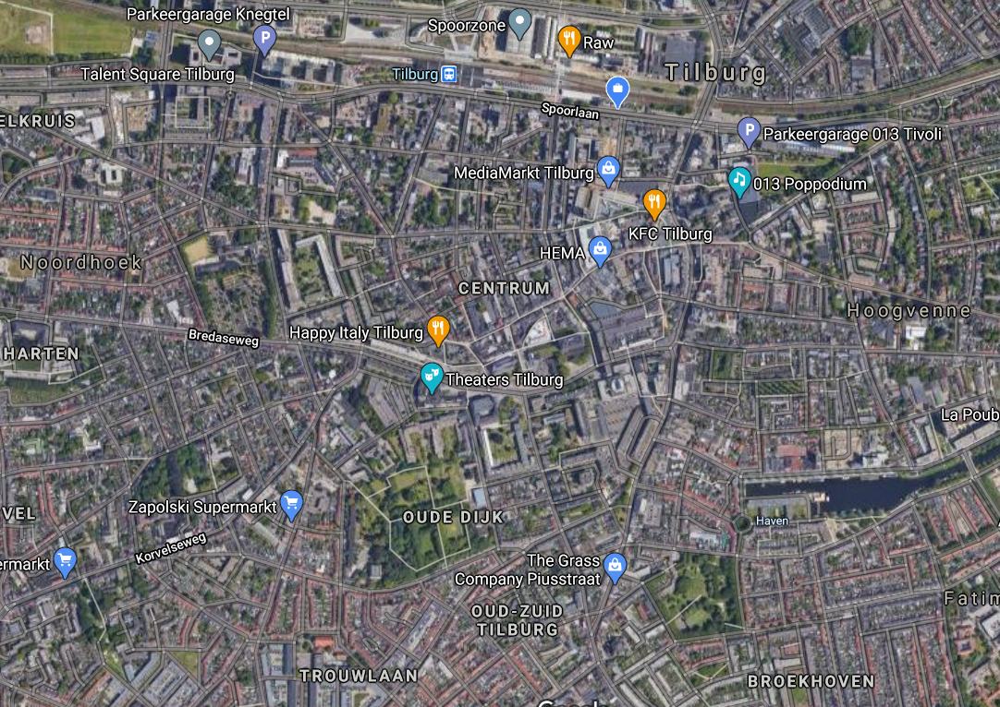 Parkeergarage Knegtel
P
Spoorzone
Raw
Talent Square Tilburg
Tilburg
Tilburg
Spoorlaan
ELKRUIS
P
Parkeergarage 013 Tivoli
MediaMarkt Tilburg
013 Poppodium
KFC Tilburg
HEMA
Noordhoek
CENTRUM
Hoogvenne
Happy Italy Tilburg
Bredaseweg
HARTEN
Theaters Tilburg
La Poub
Zapolski Supermarkt
VEL
OUDE DIJK
Haven
Korvelseweg
ermarkt
The Grass
Company Piusstraat
Fatim
OUD-ZUID
TILBURG
TROUWLAAN
BROEKHOVEN